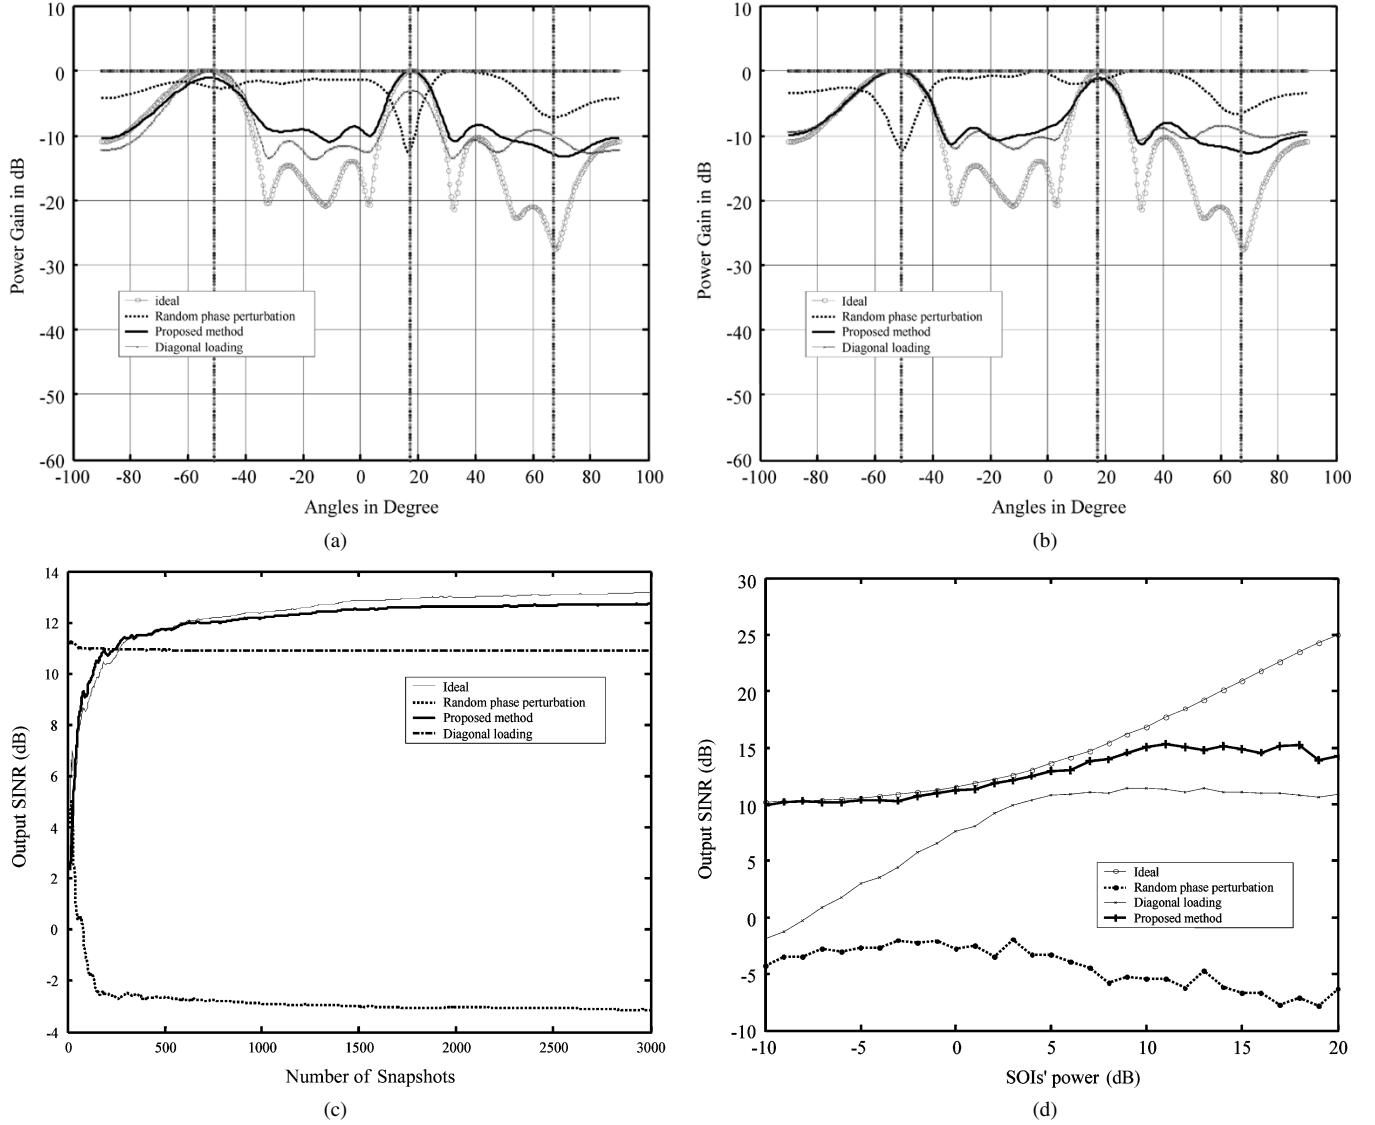 10
0
-10
-20
-30
-40
-50
-60
Power Gain in dB
ideal
Random phase perturbation
Proposed method
Diagonal loading
-100 -80 -60 -40 -20 0 20 40 60 80 100
Angles in Degree
(a)
10
0
-10
-20
-30
-40
-50
-60
Power Gain in dB
Ideal
Random phase perturbation
Proposed method
Diagonal loading
-100 -80 -60 -40 -20 0 20 40 60 80 100
Angles in Degree
(b)
14
12
10
8
6
4
2
0
-2
-4
Output SINR (dB)
Ideal
Random phase perturbation
Proposed method
Diagonal loading
0 500 1000 1500 2000 2500 3000
Number of Snapshots
(c)
30
25
20
15
10
5
0
-5
-10
Output SINR (dB)
Ideal
Random phase perturbation
Diagonal loading
Proposed method
-10 -5 0 5 10 15 20
SOIs' power (dB)
(d)